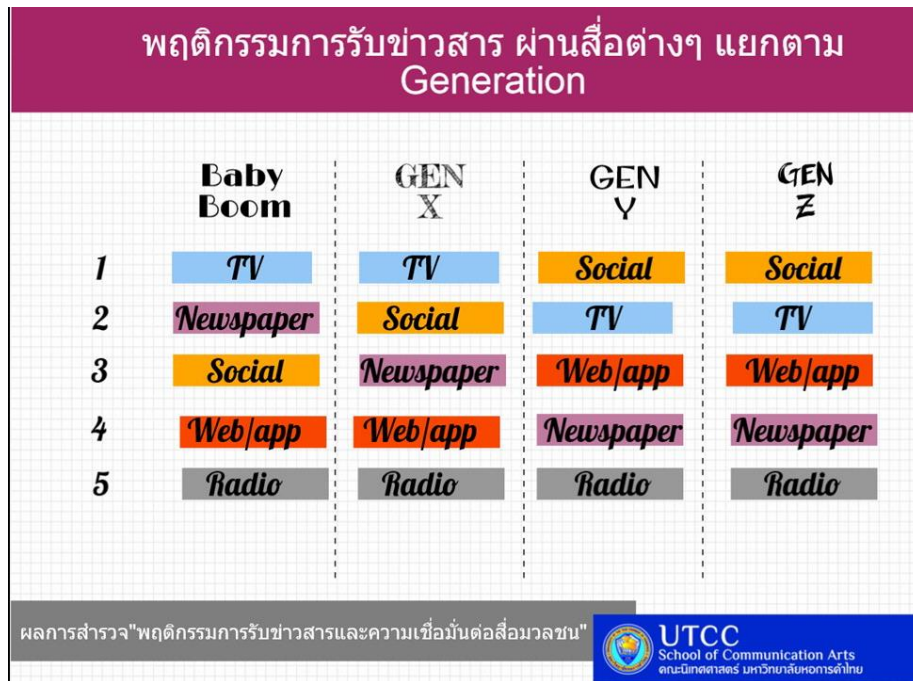 พฤติกรรมการรับข่าวสาร ผ่านสื่อต่างๆ แยกตาม
Generation
Baby
Boom
GEN
X
GEN
Y
GEN
Z
1 TV TV Social Social
2 Newspaper Social TV TV
3 Social Newspaper Web/app Web/app
4 Web/app Web/app Newspaper Newspaper
5 Radio Radio Radio Radio
ผลการสำรวจ"พฤติกรรมการรับข่าวสารและความเชื่อมั่นต่อสื่อมวลชน"
UTCC
School of Communication Arts
คณะนิเทศศาสตร์ มหาวิทยาลัยหอการค้าไทย